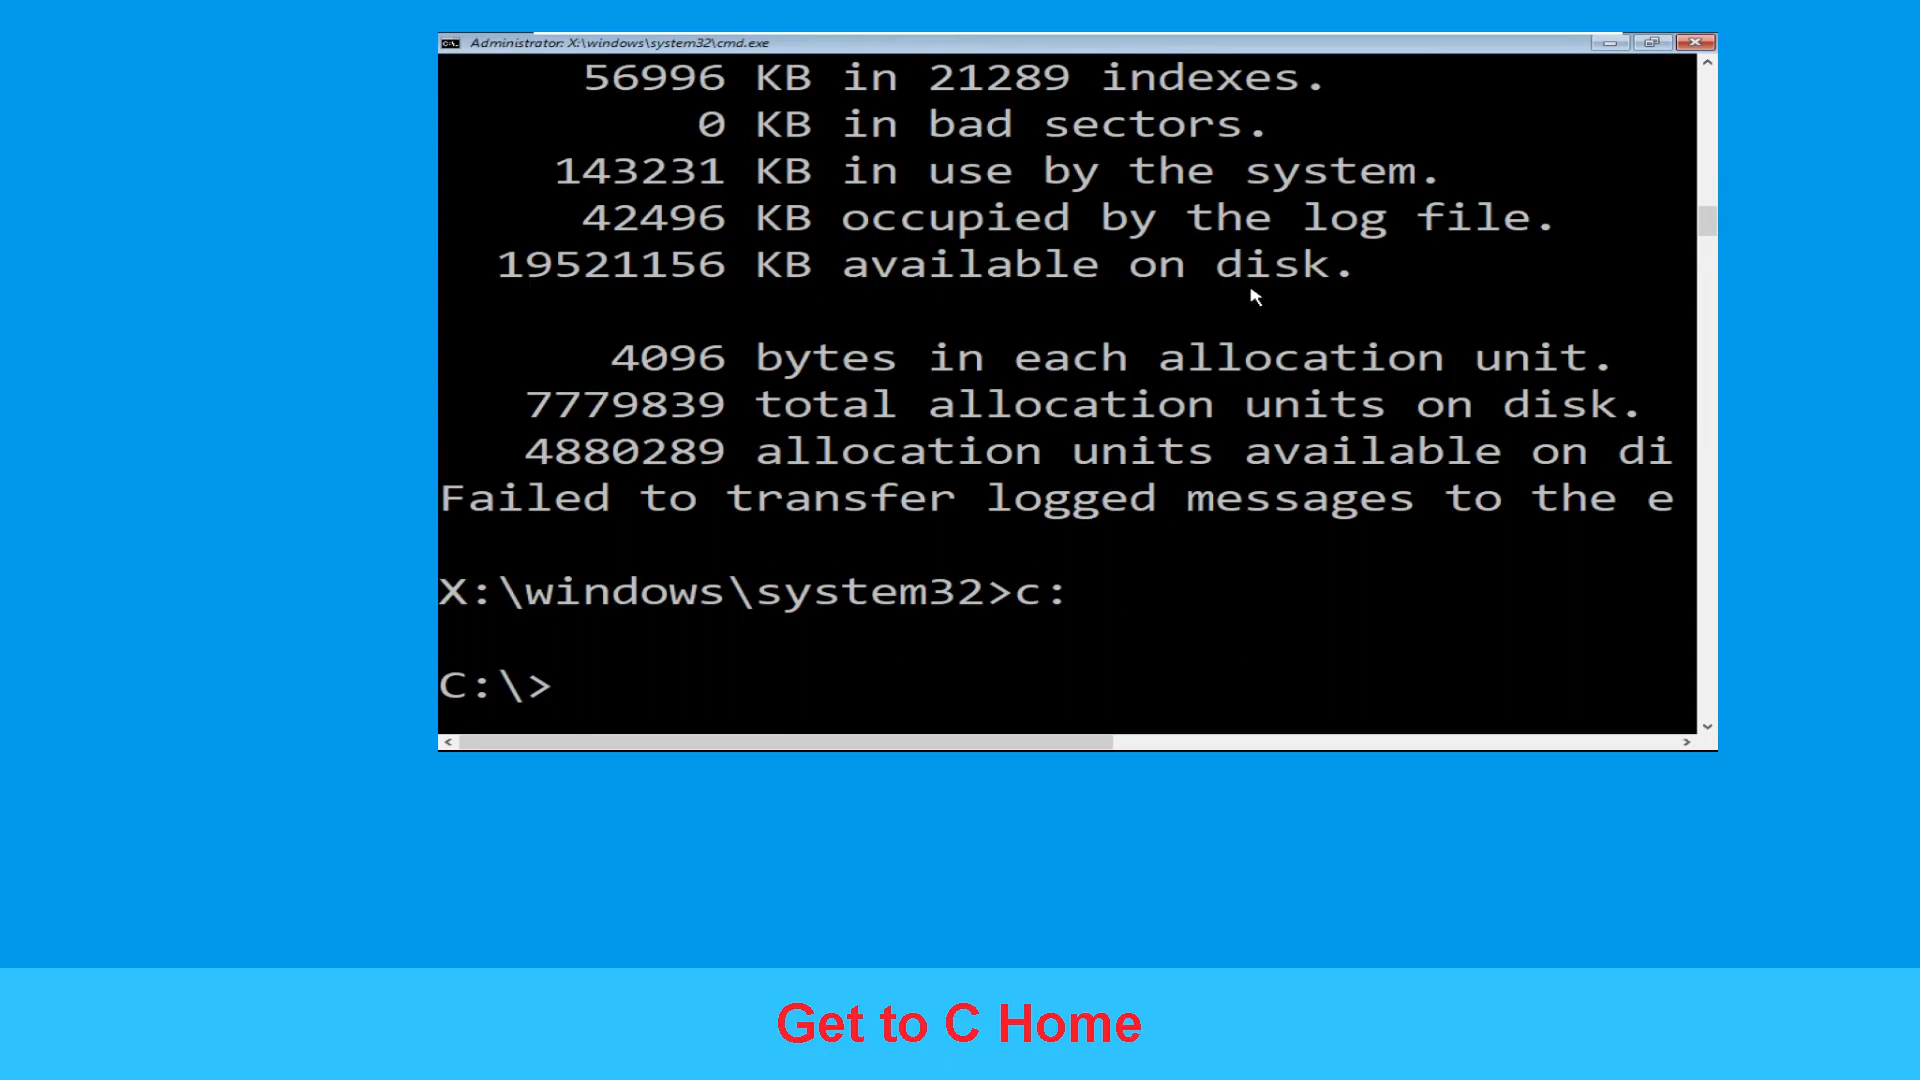 Administrator: X:\windows\system32\cmd.exe
56996 KB in 21289 indexes.
0 KB in bad sectors.
143231 KB in use by the system.
42496 KB occupied by the log file.
19521156 KB available on disk.
4096 bytes in each allocation unit.
7779839 total allocation units on disk.
4880289 allocation units available on di
Failed to transfer logged messages to the e
X:\windows\system32>c:
C:\>
Get to C Home